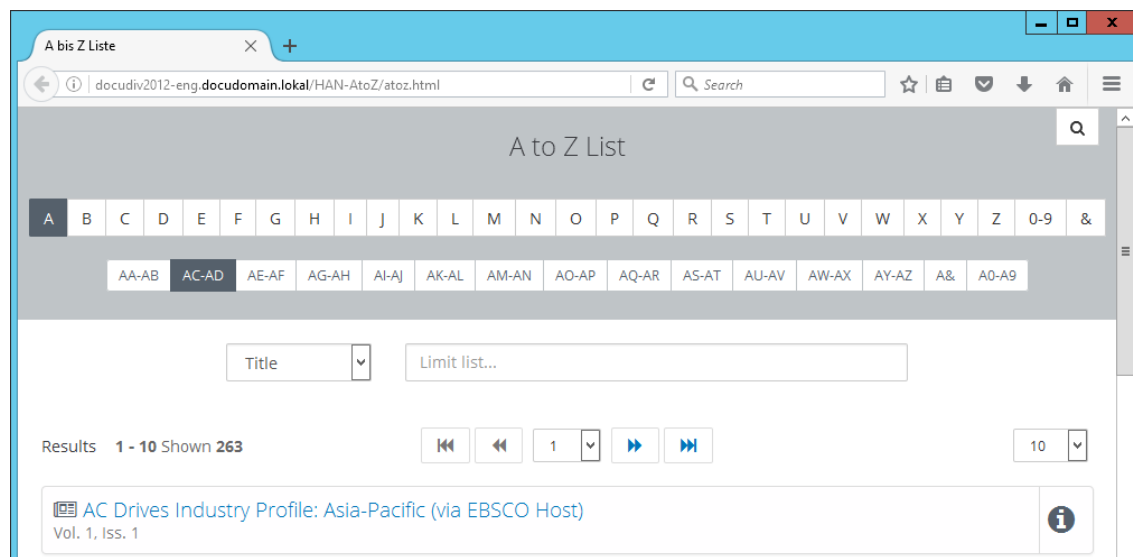 A bis Z Liste
docudiv2012-eng.docudomain.lokal/HAN-AtoZ/atoz.html Search
A to Z List
A B C D E F G H I J K L M N O P Q R S T U V W X Y Z 0-9 &
AA-AB AC-AD AE-AF AG-AH AI-AJ AK-AL AM-AN AO-AP AQ-AR AS-AT AU-AV AW-AX AY-AZ A& A0-A9
Title Limit list...
Results 1 - 10 Shown 263 1 10
AC Drives Industry Profile: Asia-Pacific (via EBSCO Host)
Vol. 1, Iss. 1